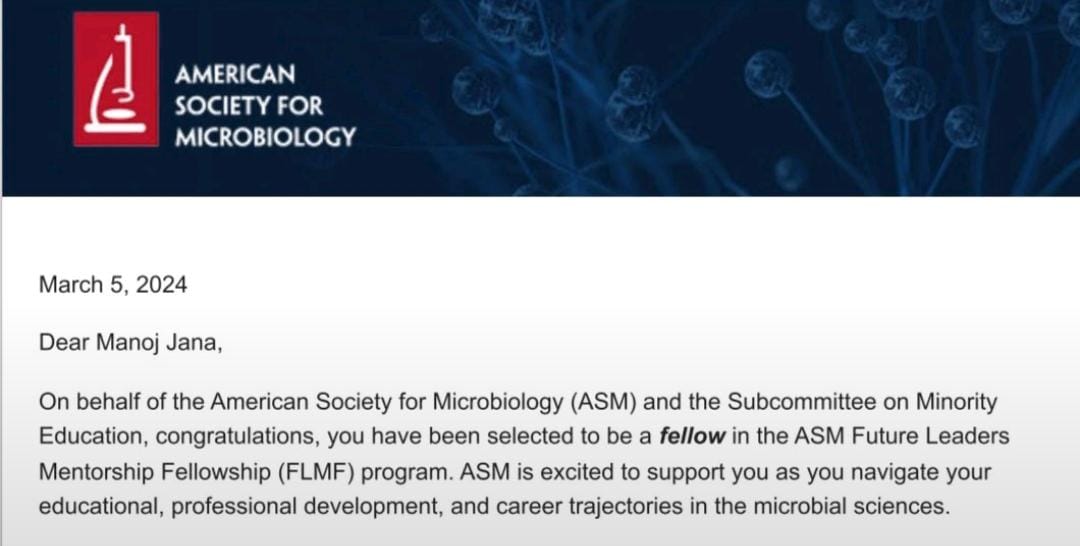 AMERICAN
SOCIETY FOR
MICROBIOLOGY
March 5, 2024
Dear Manoj Jana,
On behalf of the American Society for Microbiology (ASM) and the Subcommittee on Minority
Education, congratulations, you have been selected to be a fellow in the ASM Future Leaders
Mentorship Fellowship (FLMF) program. ASM is excited to support you as you navigate your
educational, professional development, and career trajectories in the microbial sciences.